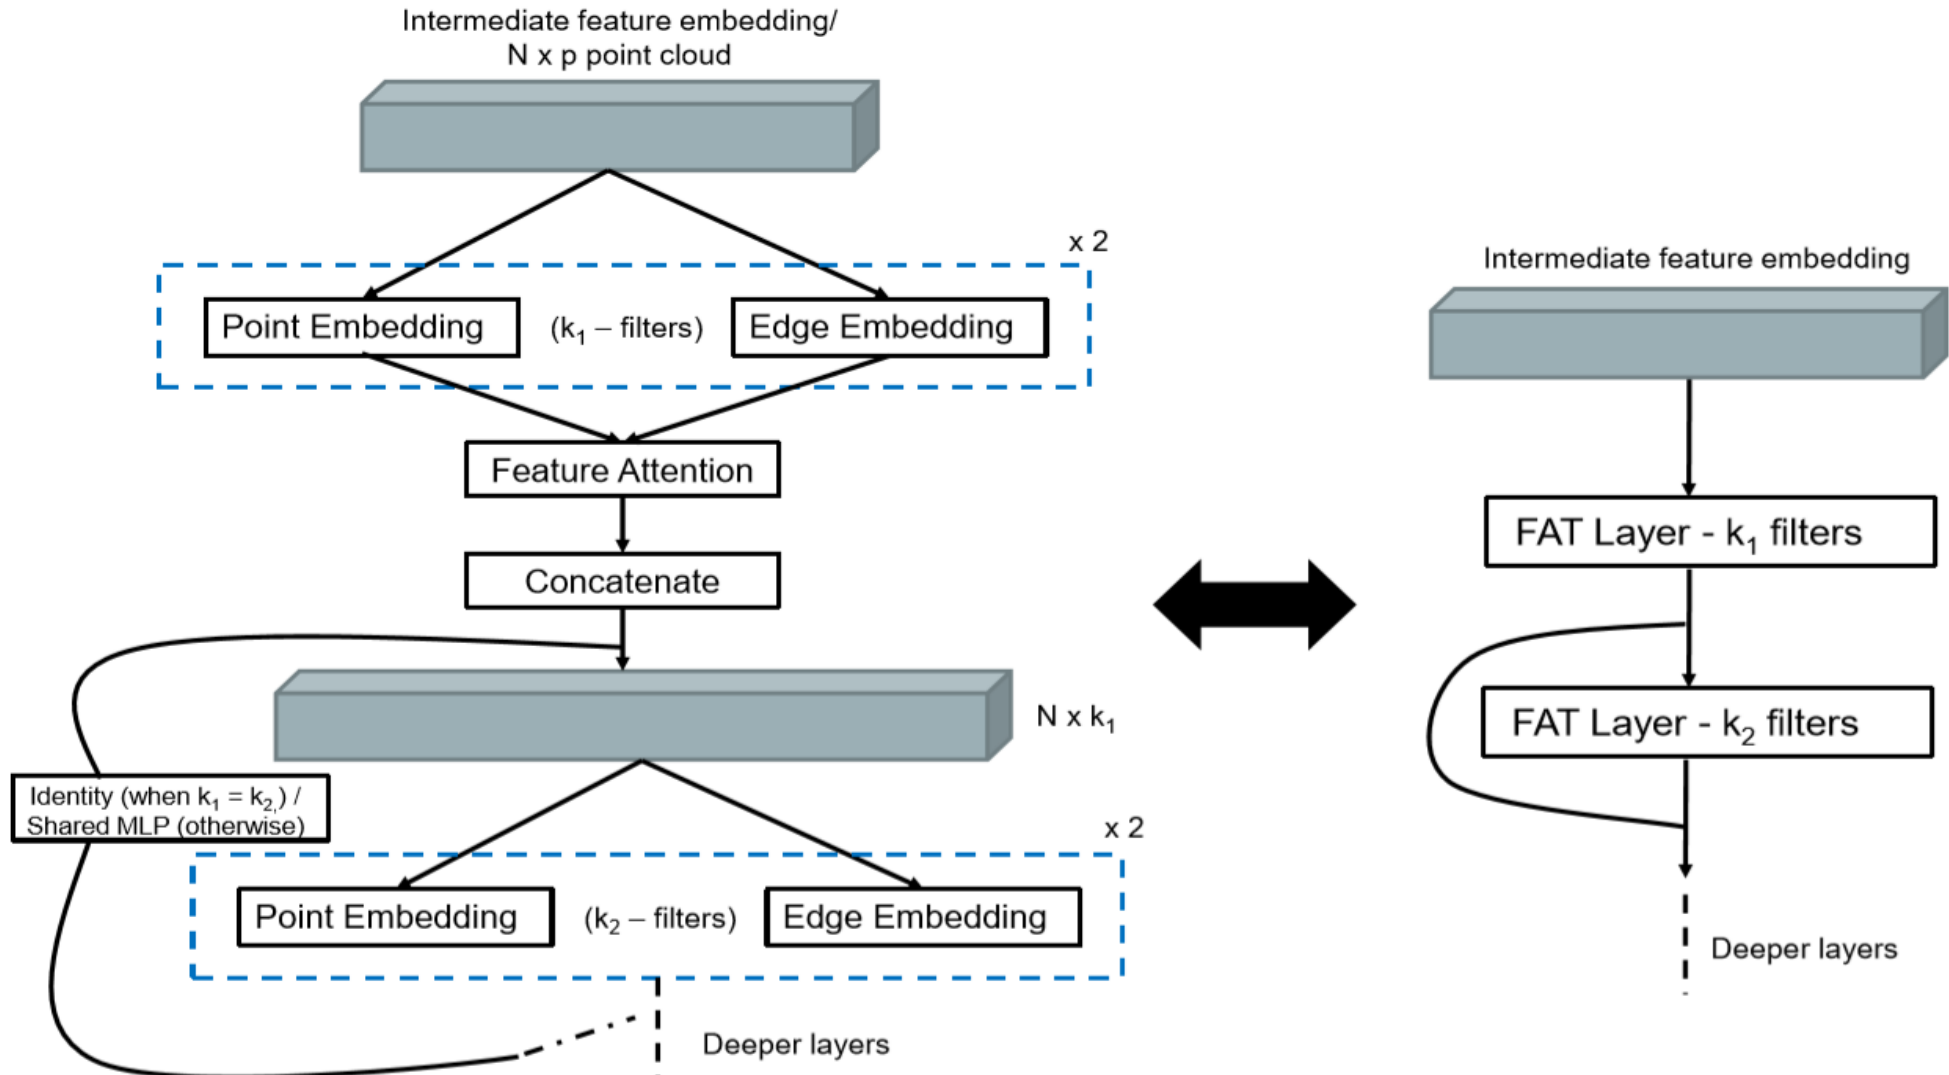 Intermediate feature embedding/
N x p point cloud
x 2
Point Embedding
(k₁ – filters)
Edge Embedding
Feature Attention
Concatenate
N x k₁
Identity (when k₁ = k₂,) /
Shared MLP (otherwise)
x 2
Point Embedding
(k₂ – filters)
Edge Embedding
Deeper layers
Intermediate feature embedding
FAT Layer - k₁ filters
FAT Layer - k₂ filters
Deeper layers